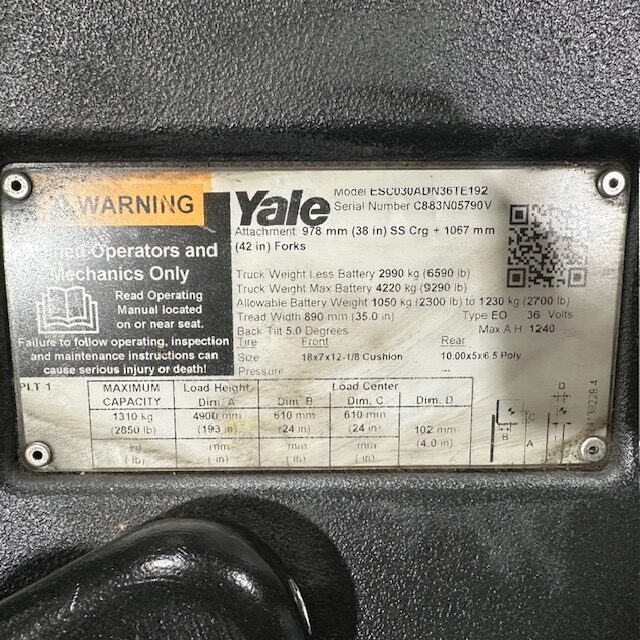 WARNING
Operators and
Mechanics Only
Read Operating
Manual located
on or near seat.
Failure to follow operating, inspection
and maintenance instructions can
cause serious injury or death!
Yale
Model ESC030ADN36TE192
Serial Number C883N05790V
Attachment 978 mm (38 in) SS Crg + 1067 mm
(42 in) Forks
Truck Weight Less Battery 2990 kg (6590 lb)
Truck Weight Max Battery 4220 kg (9290 lb)
Allowable Battery Weight 1050 kg (2300 lb) to 1230 kg (2700 lb)
Tread Width 890 mm (35.0 in) Type EO 36 Volts
Back Tilt 5.0 Degrees Max A H 1240
Tire Front Rear
Size 18x7x12-1/8 Cushion 10.00x5x6.5 Poly
Pressure --- ---
PLT 1
MAXIMUM CAPACITY Load Height Dim. A Load Center Dim. B Dim. C Dim. D
1310 kg 4900 mm 610 mm 610 mm 102 mm
(2850 lb) (193 in) (24 in) (24 in) (4.0 in)
kg mm mm mm
(lb) (in) (in) (in)
D
C
B
A